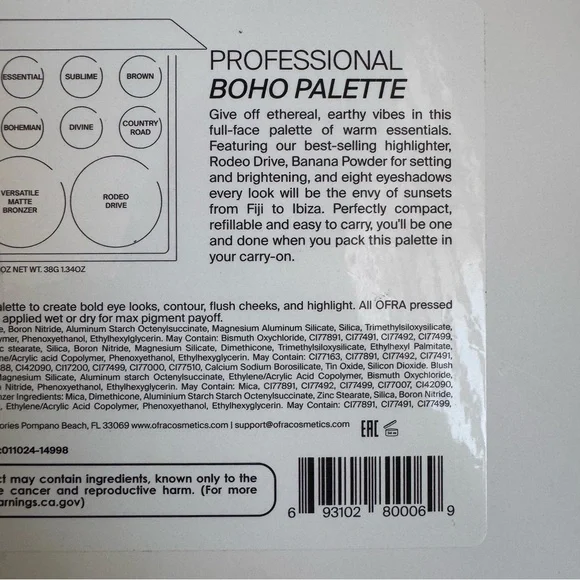 ESSENTIAL SUBLIME BROWN
BOHEMIAN DIVINE COUNTRY ROAD
VERSATILE MATTE BRONZER
RODEO DRIVE
OZ NET WT. 38G 1.34OZ
PROFESSIONAL
BOHO PALETTE
Give off ethereal, earthy vibes in this
full-face palette of warm essentials.
Featuring our best-selling highlighter,
Rodeo Drive, Banana Powder for setting
and brightening, and eight eyeshadows
every look will be the envy of sunsets
from Fiji to Ibiza. Perfectly compact,
refillable and easy to carry, you'll be one
and done when you pack this palette in
your carry-on.
alette to create bold eye looks, contour, flush cheeks, and highlight. All OFRA pressed
applied wet or dry for max pigment payoff.
e, Boron Nitride, Aluminum Starch Octenylsuccinate, Magnesium Aluminum Silicate, Silica, Trimethylsiloxysilicate,
ymer, Phenoxyethanol, Ethylhexylglycerin. May Contain: Bismuth Oxychloride, CI77891, CI77491, CI77492, CI77499,
c stearate, Silica, Boron Nitride, Magnesium Silicate, Dimethicone, Trimethylsiloxysilicate, Ethylhexyl Palmitate,
ne/Acrylic acid Copolymer, Phenoxyethanol, Ethylhexylglycerin. May Contain: CI77163, CI77891, CI77492, CI77491,
88, CI42090, CI17200, CI77499, CI77000, CI77510, Calcium Sodium Borosilicate, Tin Oxide, Silicon Dioxide. Blush
Magnesium Silicate, Aluminum starch Octenylsuccinate, Ethylene/Acrylic Acid Copolymer, Bismuth Oxychloride,
Nitride, Phenoxyethanol, Ethylhexylglycerin. May Contain: Mica, CI77891, CI77492, CI77499, CI77007, CI42090,
nzer Ingredients: Mica, Dimethicone, Aluminium Starch Starch Octenylsuccinate, Zinc Stearate, Silica, Boron Nitride,
, Ethylene/Acrylic Acid Copolymer, Phenoxyethanol, Ethylhexylglycerin. May Contain: CI77891, CI77491, CI77499,
ories Pompano Beach, FL 33069 www.ofracosmetics.com | support@ofracosmetics.com EAC
:011024-14998
ct may contain ingredients, known only to the
e cancer and reproductive harm. (For more
arnings.ca.gov)
6 93102 80006 9